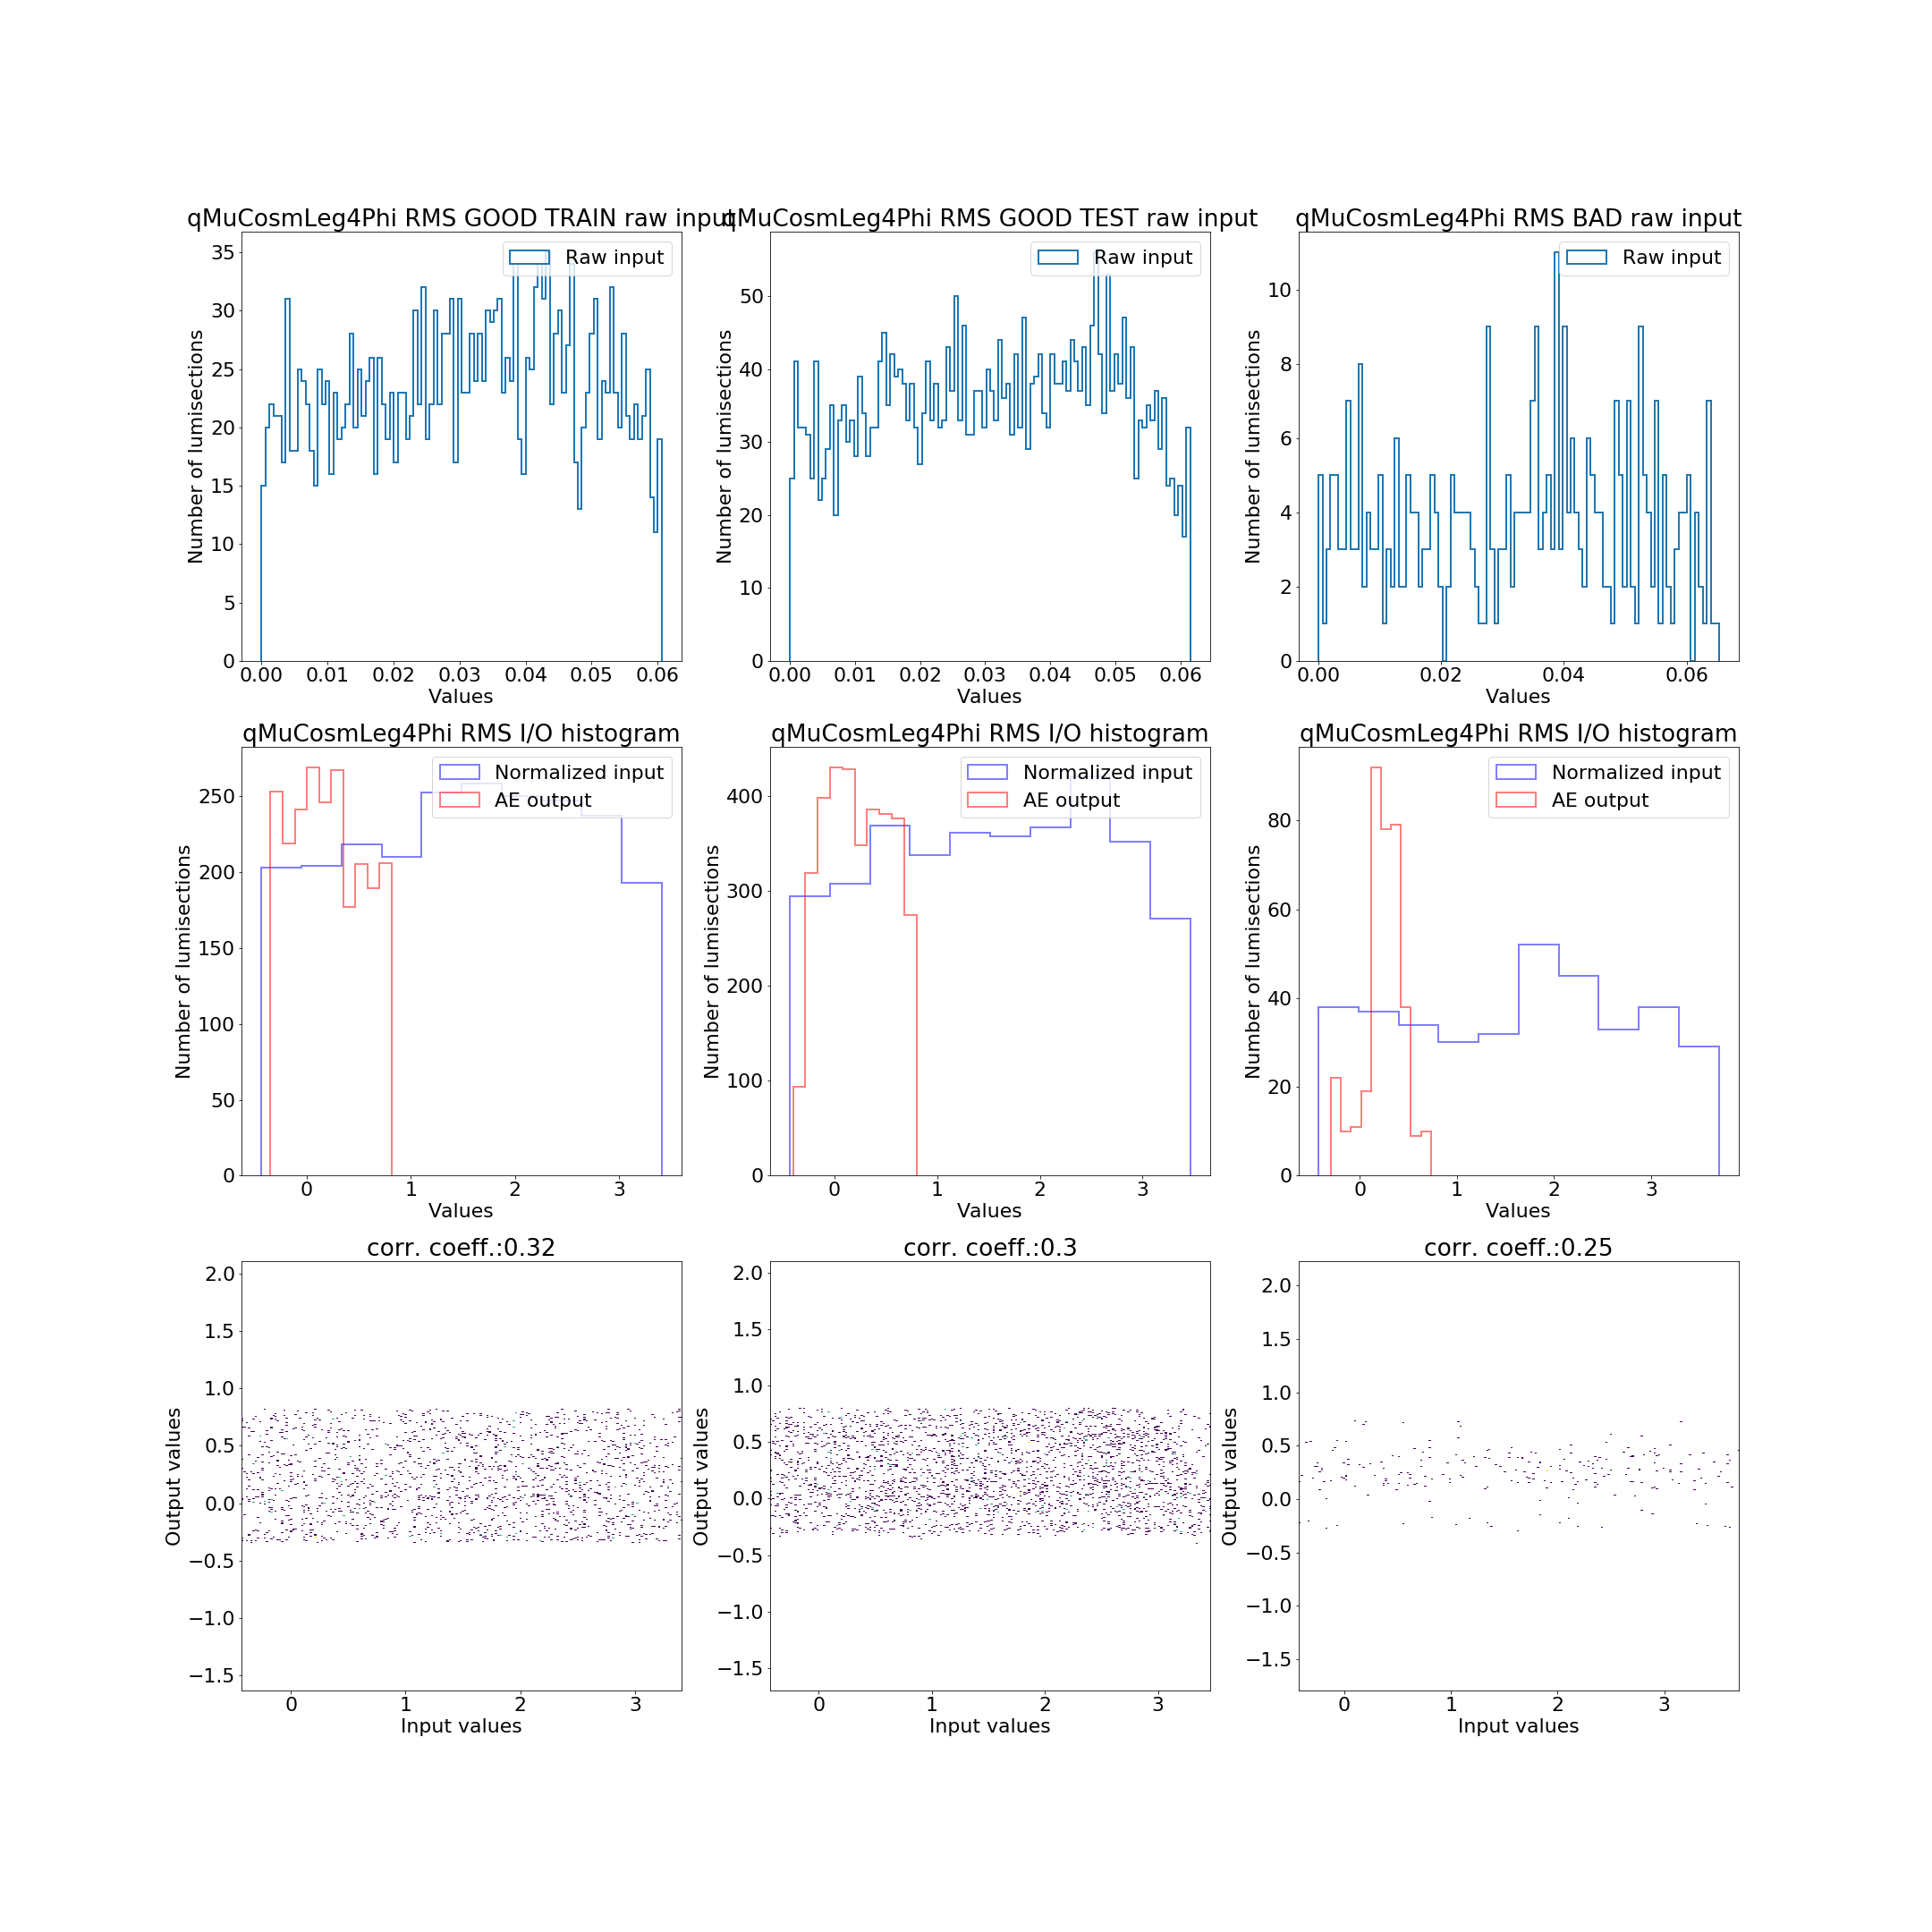 qMuCosmLeg4Phi RMS GOOD TRAIN raw input
qMuCosmLeg4Phi RMS GOOD TEST raw input
qMuCosmLeg4Phi RMS BAD raw input
Raw input
Raw input
Raw input
Number of lumisections
Number of lumisections
Number of lumisections
35
30
25
20
15
10
5
0
50
40
30
20
10
0
10
8
6
4
2
0
0.00 0.01 0.02 0.03 0.04 0.05 0.06
0.00 0.01 0.02 0.03 0.04 0.05 0.06
0.00 0.02 0.04 0.06
Values
Values
Values
qMuCosmLeg4Phi RMS I/O histogram
qMuCosmLeg4Phi RMS I/O histogram
qMuCosmLeg4Phi RMS I/O histogram
Normalized input
AE output
Normalized input
AE output
Normalized input
AE output
Number of lumisections
Number of lumisections
Number of lumisections
250
200
150
100
50
0
400
300
200
100
0
80
60
40
20
0
0 1 2 3
0 1 2 3
0 1 2 3
Values
Values
Values
corr. coeff.:0.32
corr. coeff.:0.3
corr. coeff.:0.25
Output values
Output values
Output values
2.0
1.5
1.0
0.5
0.0
−0.5
−1.0
−1.5
2.0
1.5
1.0
0.5
0.0
−0.5
−1.0
−1.5
2.0
1.5
1.0
0.5
0.0
−0.5
−1.0
−1.5
0 1 2 3
0 1 2 3
0 1 2 3
Input values
Input values
Input values